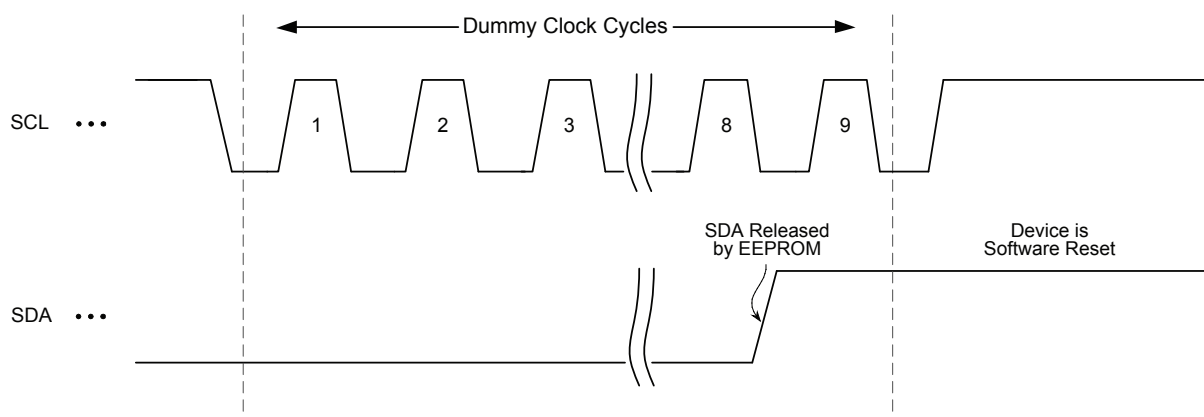 Dummy Clock Cycles
SCL •••
1
2
3
8
9
SDA Released
by EEPROM
Device is
Software Reset
SDA •••